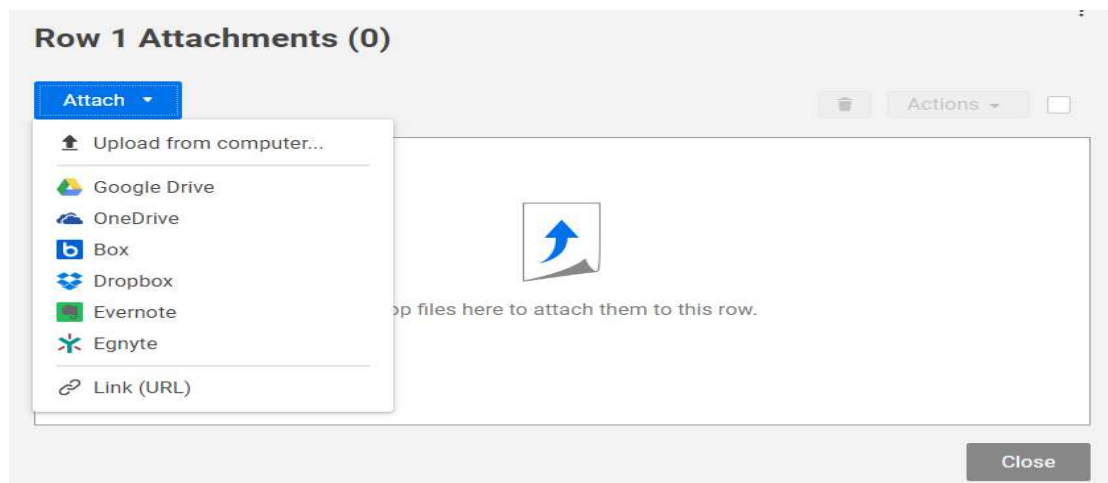 Row 1 Attachments (0)
Attach
Actions
Upload from computer...
Google Drive
OneDrive
Box
Dropbox
Evernote
op files here to attach them to this row.
Egnyte
Link (URL)
Close